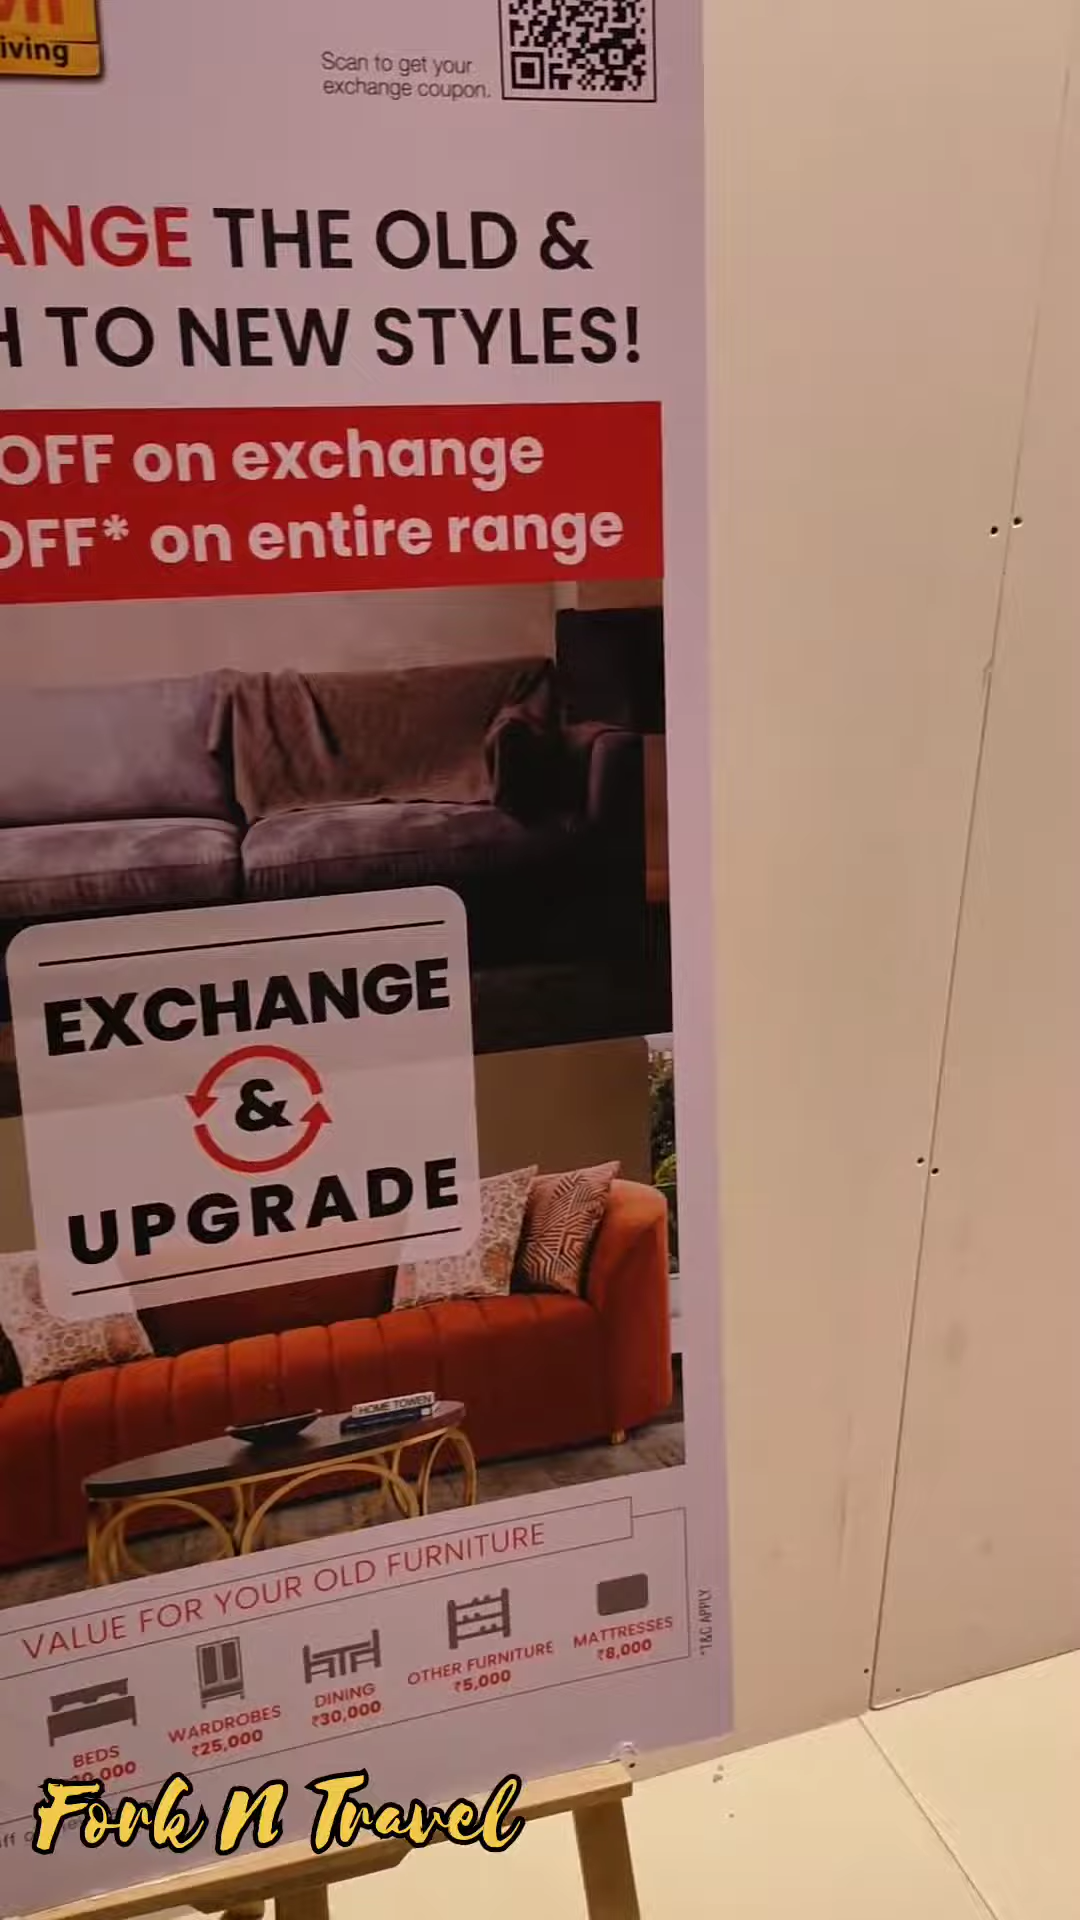 iving
Scan to get your
exchange coupon.
ANGE THE OLD &
H TO NEW STYLES!
OFF on exchange
OFF* on entire range
EXCHANGE
&
UPGRADE
HOME TOWEN
VALUE FOR YOUR OLD FURNITURE
BEDS
WARDROBES
₹25,000
DINING
₹30,000
OTHER FURNITURE
₹5,000
MATTRESSES
₹8,000
*T&C APPLY
Fork N Travel